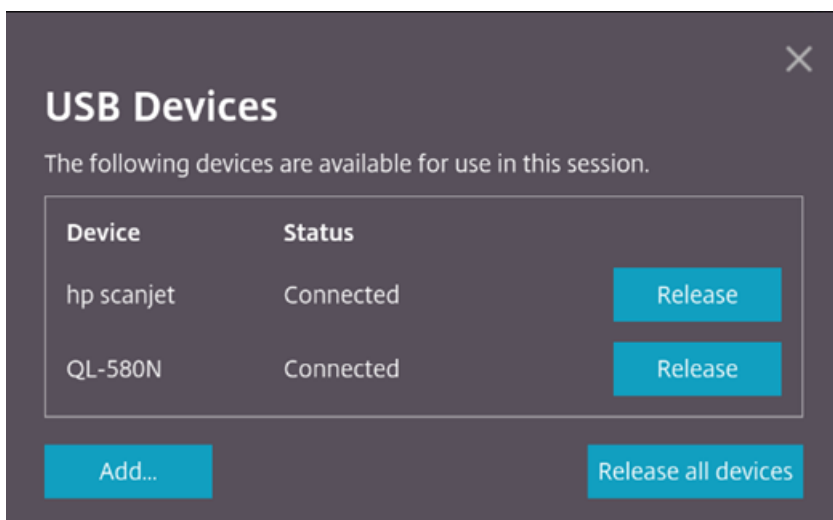 USB Devices
The following devices are available for use in this session.
Device Status
hp scanjet Connected Release
QL-580N Connected Release
Add... Release all devices